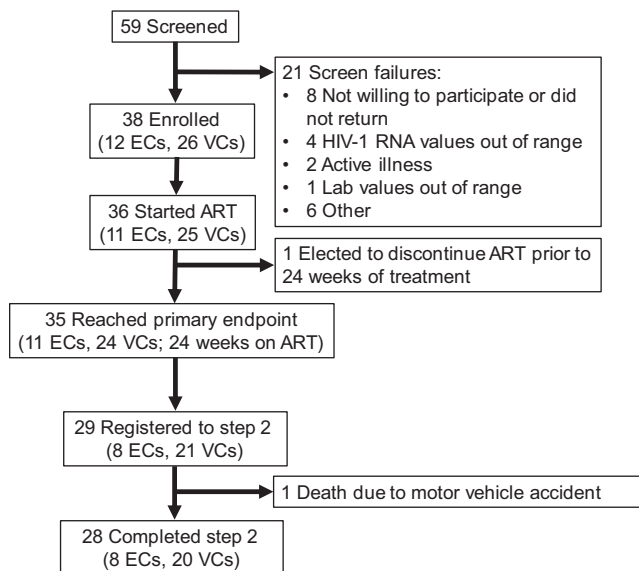 59 Screened
21 Screen failures:
• 8 Not willing to participate or did
not return
• 4 HIV-1 RNA values out of range
• 2 Active illness
• 1 Lab values out of range
• 6 Other
38 Enrolled
(12 ECs, 26 VCs)
36 Started ART
(11 ECs, 25 VCs)
1 Elected to discontinue ART prior to
24 weeks of treatment
35 Reached primary endpoint
(11 ECs, 24 VCs; 24 weeks on ART)
29 Registered to step 2
(8 ECs, 21 VCs)
1 Death due to motor vehicle accident
28 Completed step 2
(8 ECs, 20 VCs)